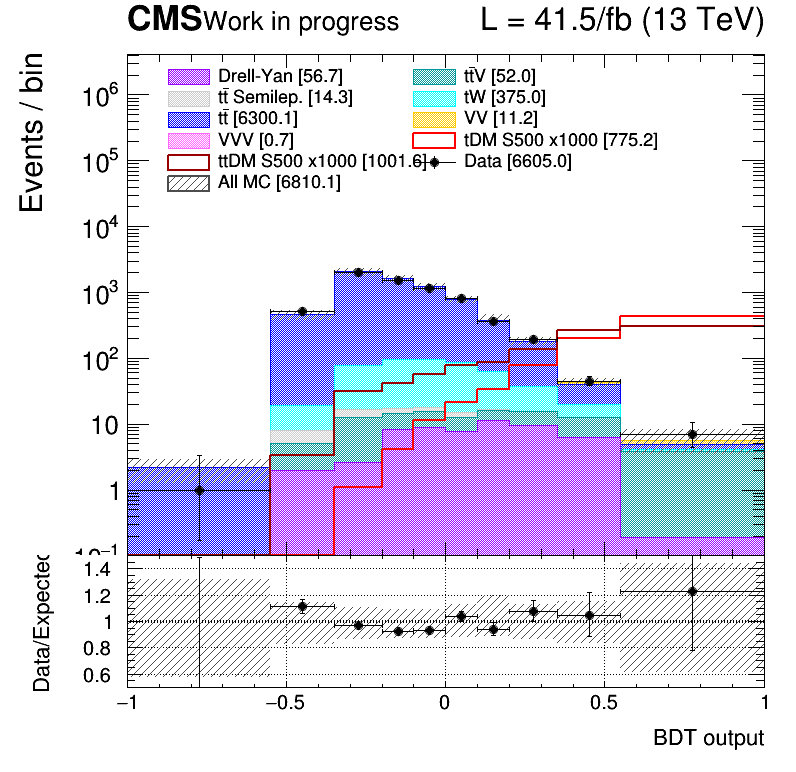 CMS Work in progress L = 41.5/fb (13 TeV)
Events / bin
Drell-Yan [56.7] tt̄V [52.0]
tt̄ Semilep. [14.3] tW [375.0]
tt̄ [6300.1] VV [11.2]
VVV [0.7] tDM S500 x1000 [775.2]
ttDM S500 x1000 [1001.6] Data [6605.0]
All MC [6810.1]
10⁶
10⁵
10⁴
10³
10²
10
1
10⁻¹
Data/Expected
1.4
1.2
1
0.8
0.6
−1 −0.5 0 0.5 1
BDT output